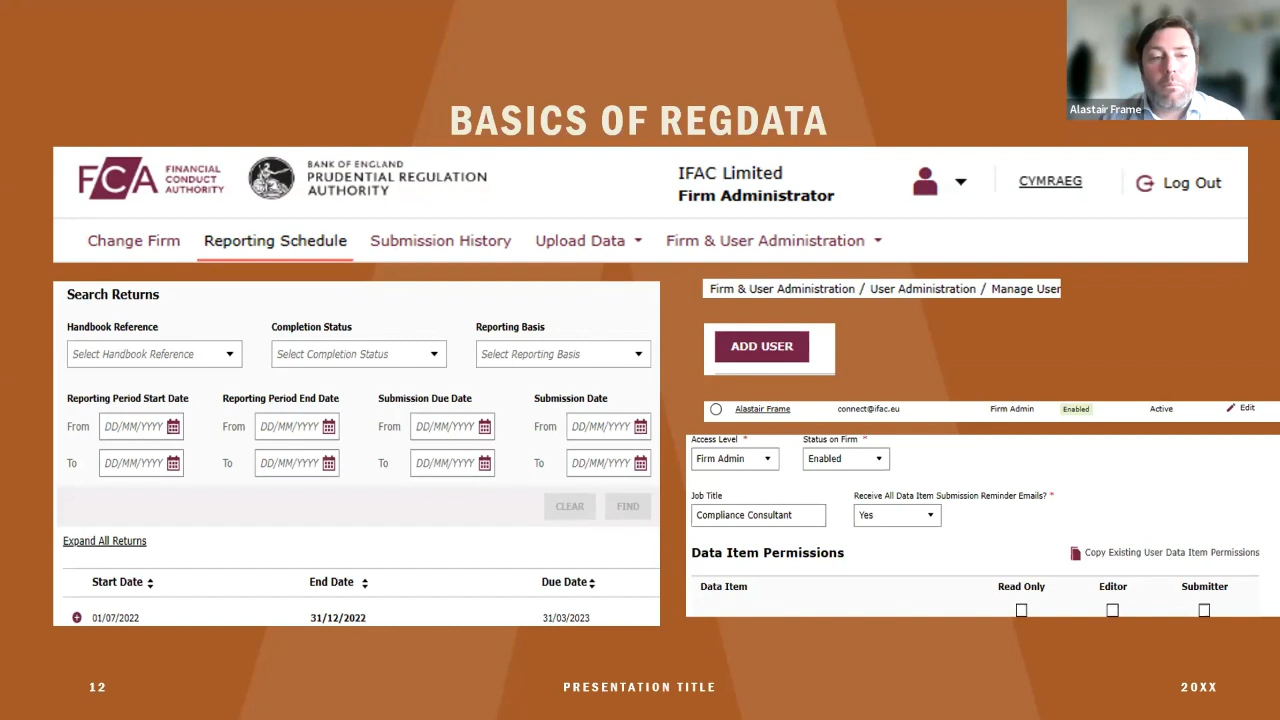 Alastair Frame
BASICS OF REGDATA
FCA FINANCIAL CONDUCT AUTHORITY
BANK OF ENGLAND
PRUDENTIAL REGULATION
AUTHORITY
IFAC Limited
Firm Administrator
CYMRAEG
Log Out
Change Firm Reporting Schedule Submission History Upload Data Firm & User Administration
Search Returns
Handbook Reference Completion Status Reporting Basis
Select Handbook Reference Select Completion Status Select Reporting Basis
Reporting Period Start Date Reporting Period End Date Submission Due Date Submission Date
From DD/MM/YYYY From DD/MM/YYYY From DD/MM/YYYY From DD/MM/YYYY
To DD/MM/YYYY To DD/MM/YYYY To DD/MM/YYYY To DD/MM/YYYY
CLEAR FIND
Expand All Returns
Start Date End Date Due Date
01/07/2022 31/12/2022 31/03/2023
Firm & User Administration / User Administration / Manage User
ADD USER
Alastair Frame connect@ifac.eu Firm Admin Enabled Active Edit
Access Level * Status on Firm *
Firm Admin Enabled
Job Title Receive All Data Item Submission Reminder Emails? *
Compliance Consultant Yes
Data Item Permissions Copy Existing User Data Item Permissions
Data Item Read Only Editor Submitter
12 PRESENTATION TITLE 20XX